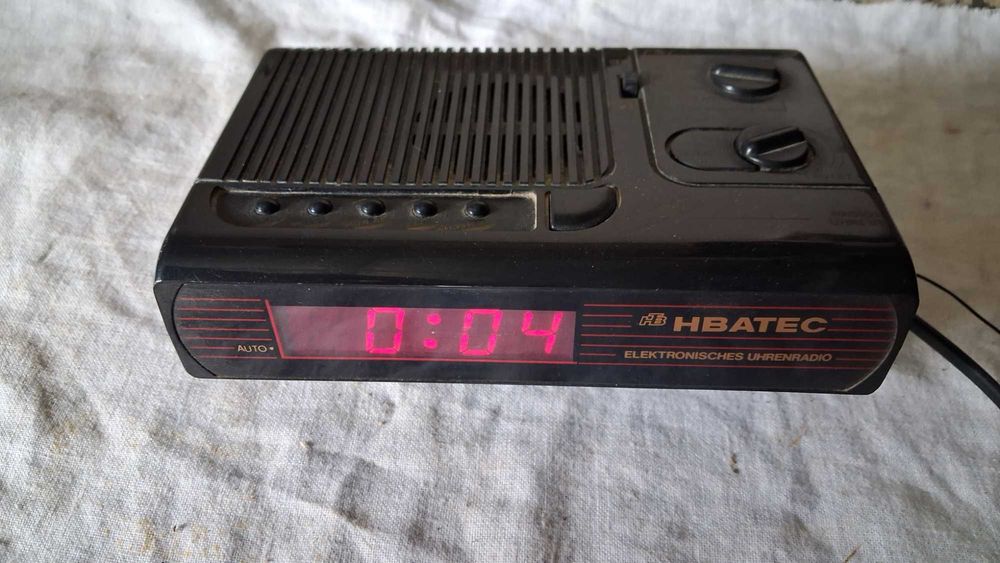 AUTO
0:04
HB HBATEC
ELEKTRONISCHES UHRENRADIO